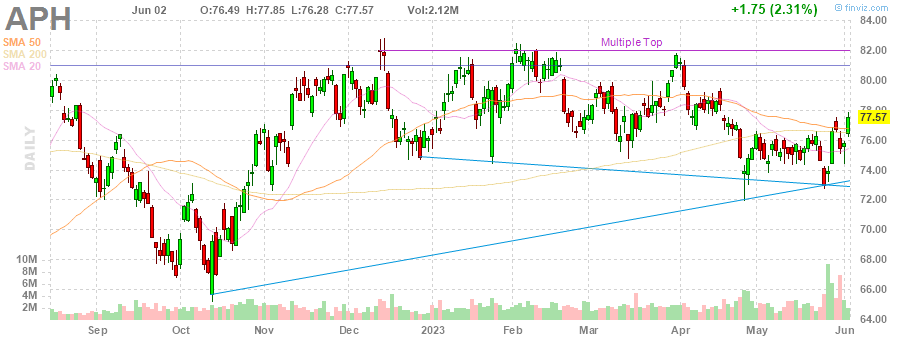 APH
Jun 02 O:76.49 H:77.85 L:76.28 C:77.57 Vol:2.12M +1.75 (2.31%)
© finviz.com
SMA 50
SMA 200
SMA 20
Multiple Top
DAILY
84.00
82.00
80.00
78.00
77.57
76.00
74.00
72.00
70.00
68.00
66.00
64.00
10M
8M
6M
4M
2M
Sep Oct Nov Dec 2023 Feb Mar Apr May Jun